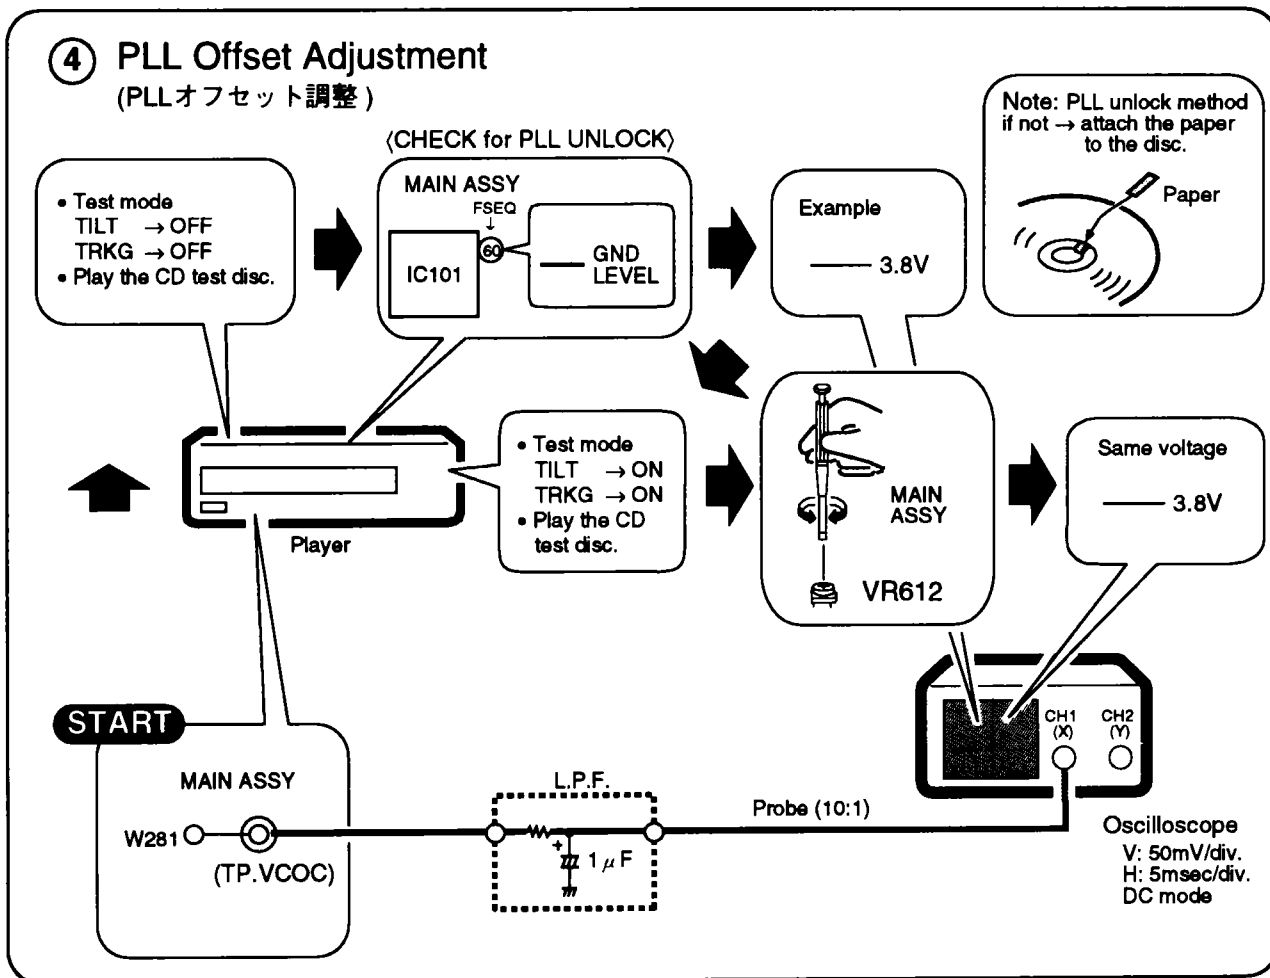 ④ PLL Offset Adjustment
(PLLオフセット調整)
• Test mode
TILT → OFF
TRKG → OFF
• Play the CD test disc.
〈CHECK for PLL UNLOCK〉
MAIN ASSY
FSEQ
↓
60
IC101
GND
LEVEL
Example
3.8V
Note: PLL unlock method
if not → attach the paper
to the disc.
Paper
Player
• Test mode
TILT → ON
TRKG → ON
• Play the CD
test disc.
MAIN
ASSY
VR612
Same voltage
3.8V
START
MAIN ASSY
W281
(TP.VCOC)
L.P.F.
+
1μF
Probe (10:1)
CH1
(X)
CH2
(Y)
Oscilloscope
V: 50mV/div.
H: 5msec/div.
DC mode